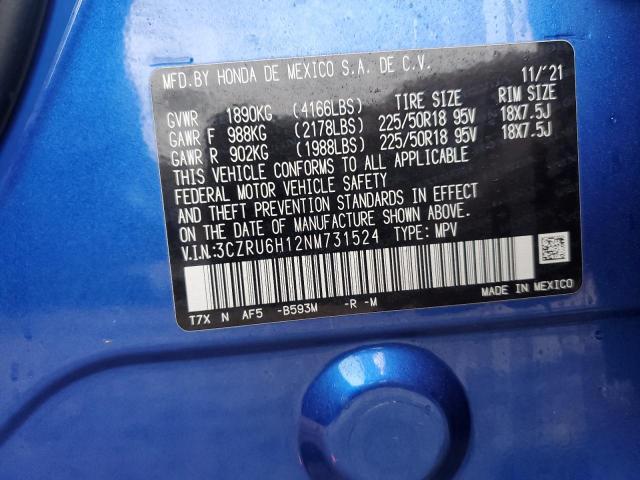 MFD.BY HONDA DE MEXICO S.A. DE C.V. 11/'21
GVWR 1890KG (4166LBS) TIRE SIZE RIM SIZE
GAWR F 988KG (2178LBS) 225/50R18 95V 18X7.5J
GAWR R 902KG (1988LBS) 225/50R18 95V 18X7.5J
THIS VEHICLE CONFORMS TO ALL APPLICABLE
FEDERAL MOTOR VEHICLE SAFETY
AND THEFT PREVENTION STANDARDS IN EFFECT
ON THE DATE OF MANUFACTURE SHOWN ABOVE.
V.I.N:3CZRU6H12NM731524 TYPE: MPV
T7X N AF5 -B593M -R -M MADE IN MEXICO